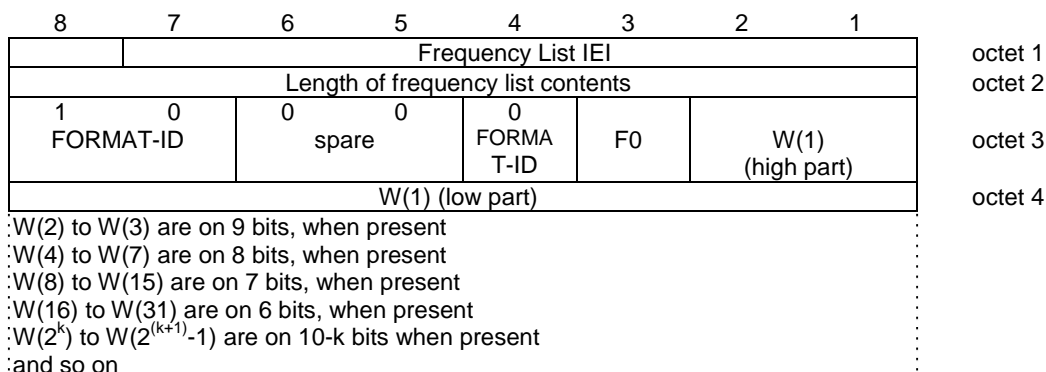 8 7 6 5 4 3 2 1
Frequency List IEI octet 1
Length of frequency list contents octet 2
1 0 0 0 0
FORMAT-ID spare FORMA F0 W(1) octet 3
T-ID (high part)
W(1) (low part) octet 4
W(2) to W(3) are on 9 bits, when present
W(4) to W(7) are on 8 bits, when present
W(8) to W(15) are on 7 bits, when present
W(16) to W(31) are on 6 bits, when present
W(2^k) to W(2^(k+1)-1) are on 10-k bits when present
and so on